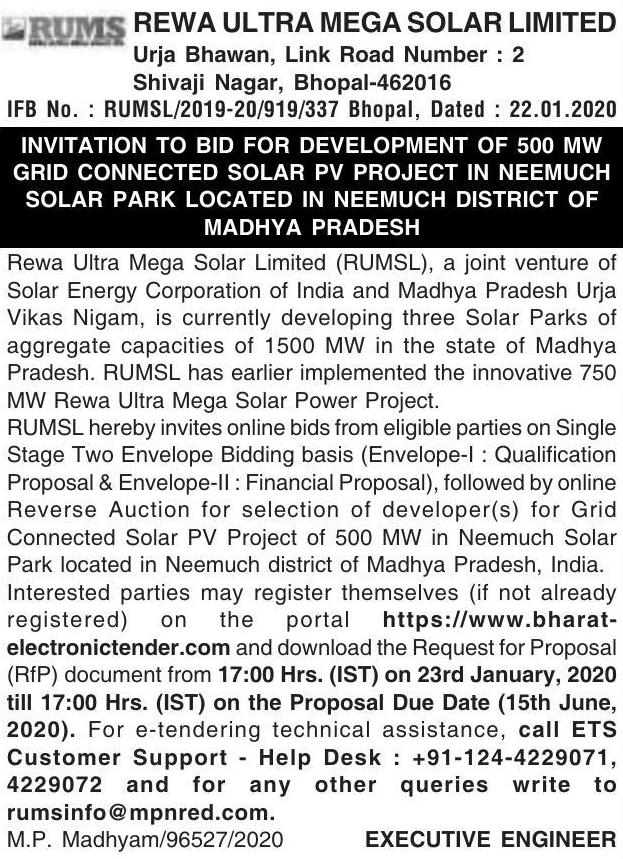 RUMS
REWA ULTRA MEGA SOLAR LIMITED
Urja Bhawan, Link Road Number : 2
Shivaji Nagar, Bhopal-462016
IFB No. : RUMSL/2019-20/919/337 Bhopal, Dated : 22.01.2020
INVITATION TO BID FOR DEVELOPMENT OF 500 MW
GRID CONNECTED SOLAR PV PROJECT IN NEEMUCH
SOLAR PARK LOCATED IN NEEMUCH DISTRICT OF
MADHYA PRADESH
Rewa Ultra Mega Solar Limited (RUMSL), a joint venture of
Solar Energy Corporation of India and Madhya Pradesh Urja
Vikas Nigam, is currently developing three Solar Parks of
aggregate capacities of 1500 MW in the state of Madhya
Pradesh. RUMSL has earlier implemented the innovative 750
MW Rewa Ultra Mega Solar Power Project.
RUMSL hereby invites online bids from eligible parties on Single
Stage Two Envelope Bidding basis (Envelope-I : Qualification
Proposal & Envelope-II : Financial Proposal), followed by online
Reverse Auction for selection of developer(s) for Grid
Connected Solar PV Project of 500 MW in Neemuch Solar
Park located in Neemuch district of Madhya Pradesh, India.
Interested parties may register themselves (if not already
registered) on the portal https://www.bharat-
electronictender.com and download the Request for Proposal
(RfP) document from 17:00 Hrs. (IST) on 23rd January, 2020
till 17:00 Hrs. (IST) on the Proposal Due Date (15th June,
2020). For e-tendering technical assistance, call ETS
Customer Support - Help Desk : +91-124-4229071,
4229072 and for any other queries write to
rumsinfo@mpnred.com.
M.P. Madhyam/96527/2020 EXECUTIVE ENGINEER